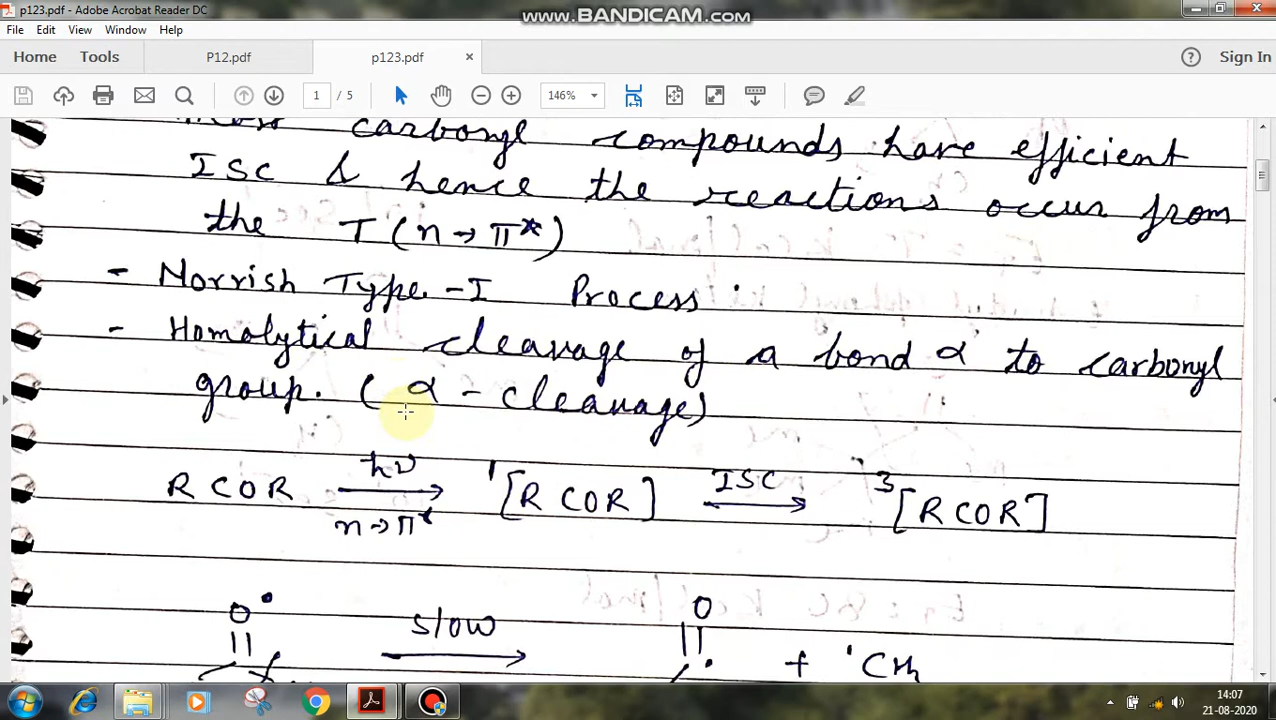 p123.pdf - Adobe Acrobat Reader DC
www.BANDICAM.com
File Edit View Window Help
Home Tools P12.pdf p123.pdf × Sign In
1 / 5 146%
most carbonyl compounds have efficient
ISC & hence the reactions occur from
the T(n→π*)
- Norrish Type-I Process.
- Homolytical cleavage of a bond α to carbonyl
group. (α-cleavage)
RCOR hν n→π* ¹[RCOR] ISC ³[RCOR]
O• slow O
• + •CH₃
14:07
21-08-2020